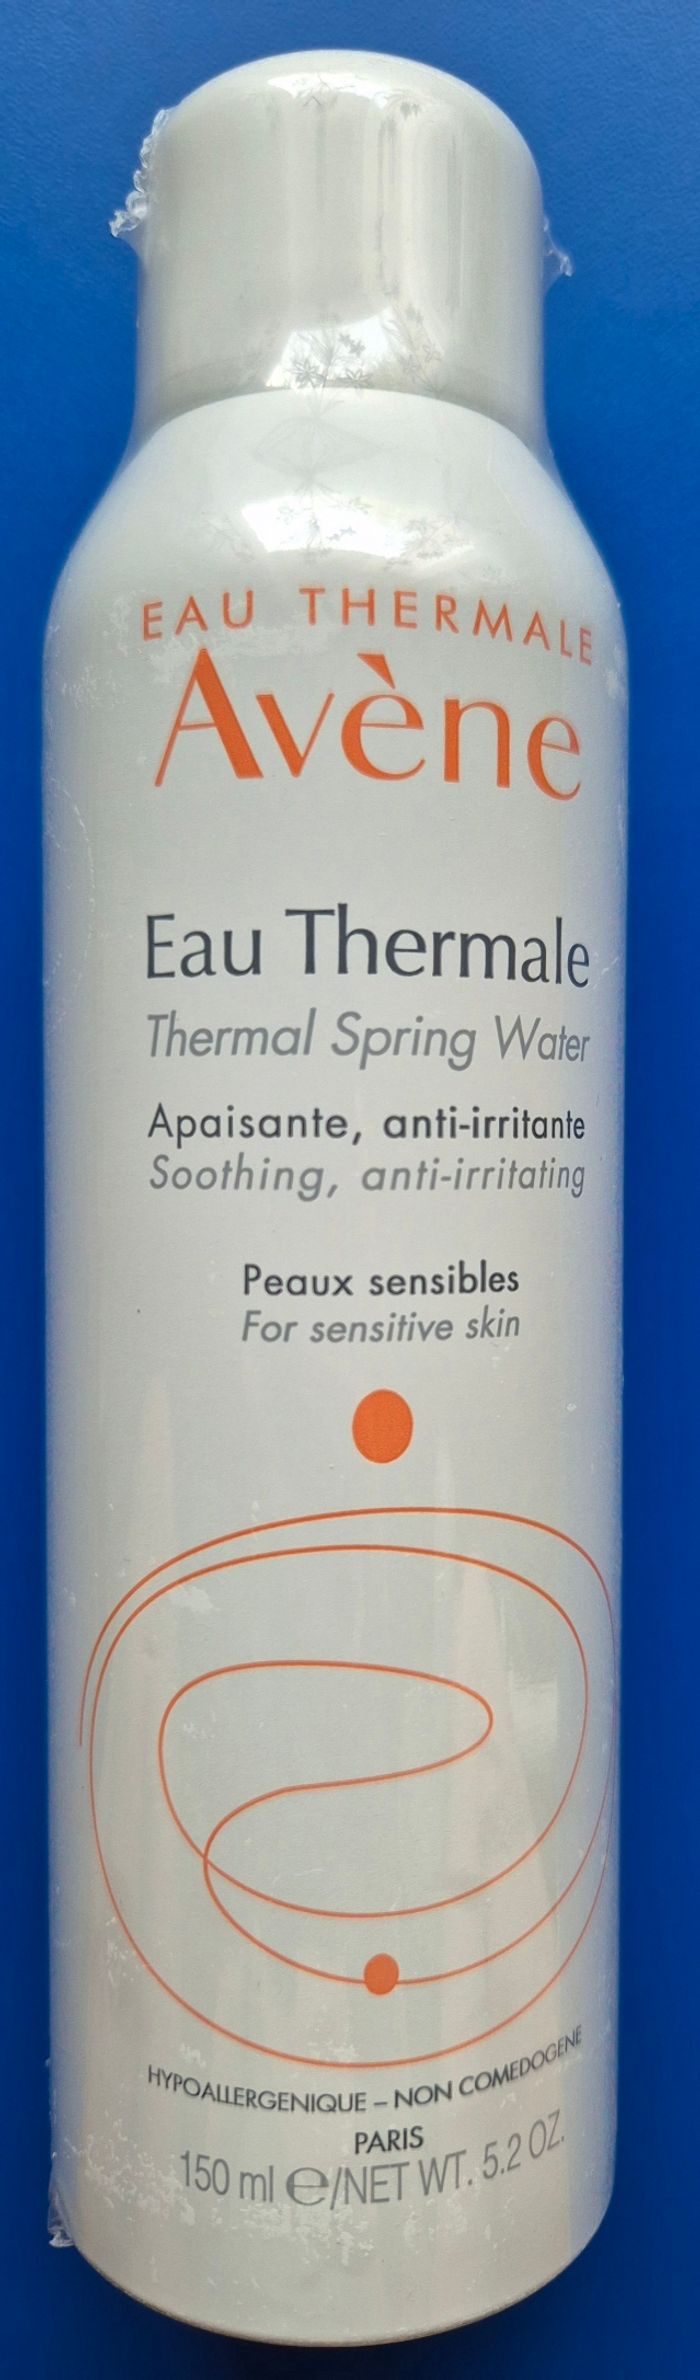 EAU THERMALE
Avène
Eau Thermale
Thermal Spring Water
Apaisante, anti-irritante
Soothing, anti-irritating
Peaux sensibles
For sensitive skin
HYPOALLERGENIQUE – NON COMEDOGENE
PARIS
150 ml ℮/NET WT. 5.2 OZ.